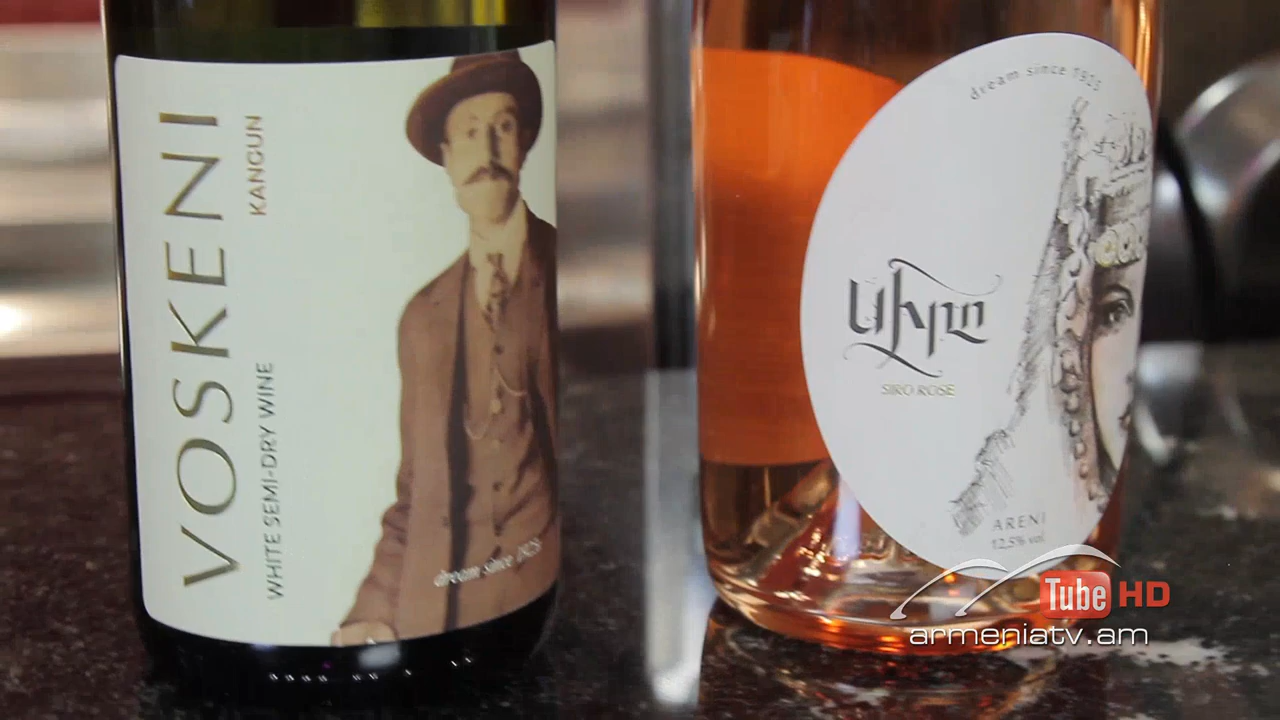 VOSKENI
KANGUN
WHITE SEMI-DRY WINE
dream since 1925
dream since 1925
Սիրո
SIRO ROSE
ARENI
12,5% vol
Tube HD
armeniatv.am